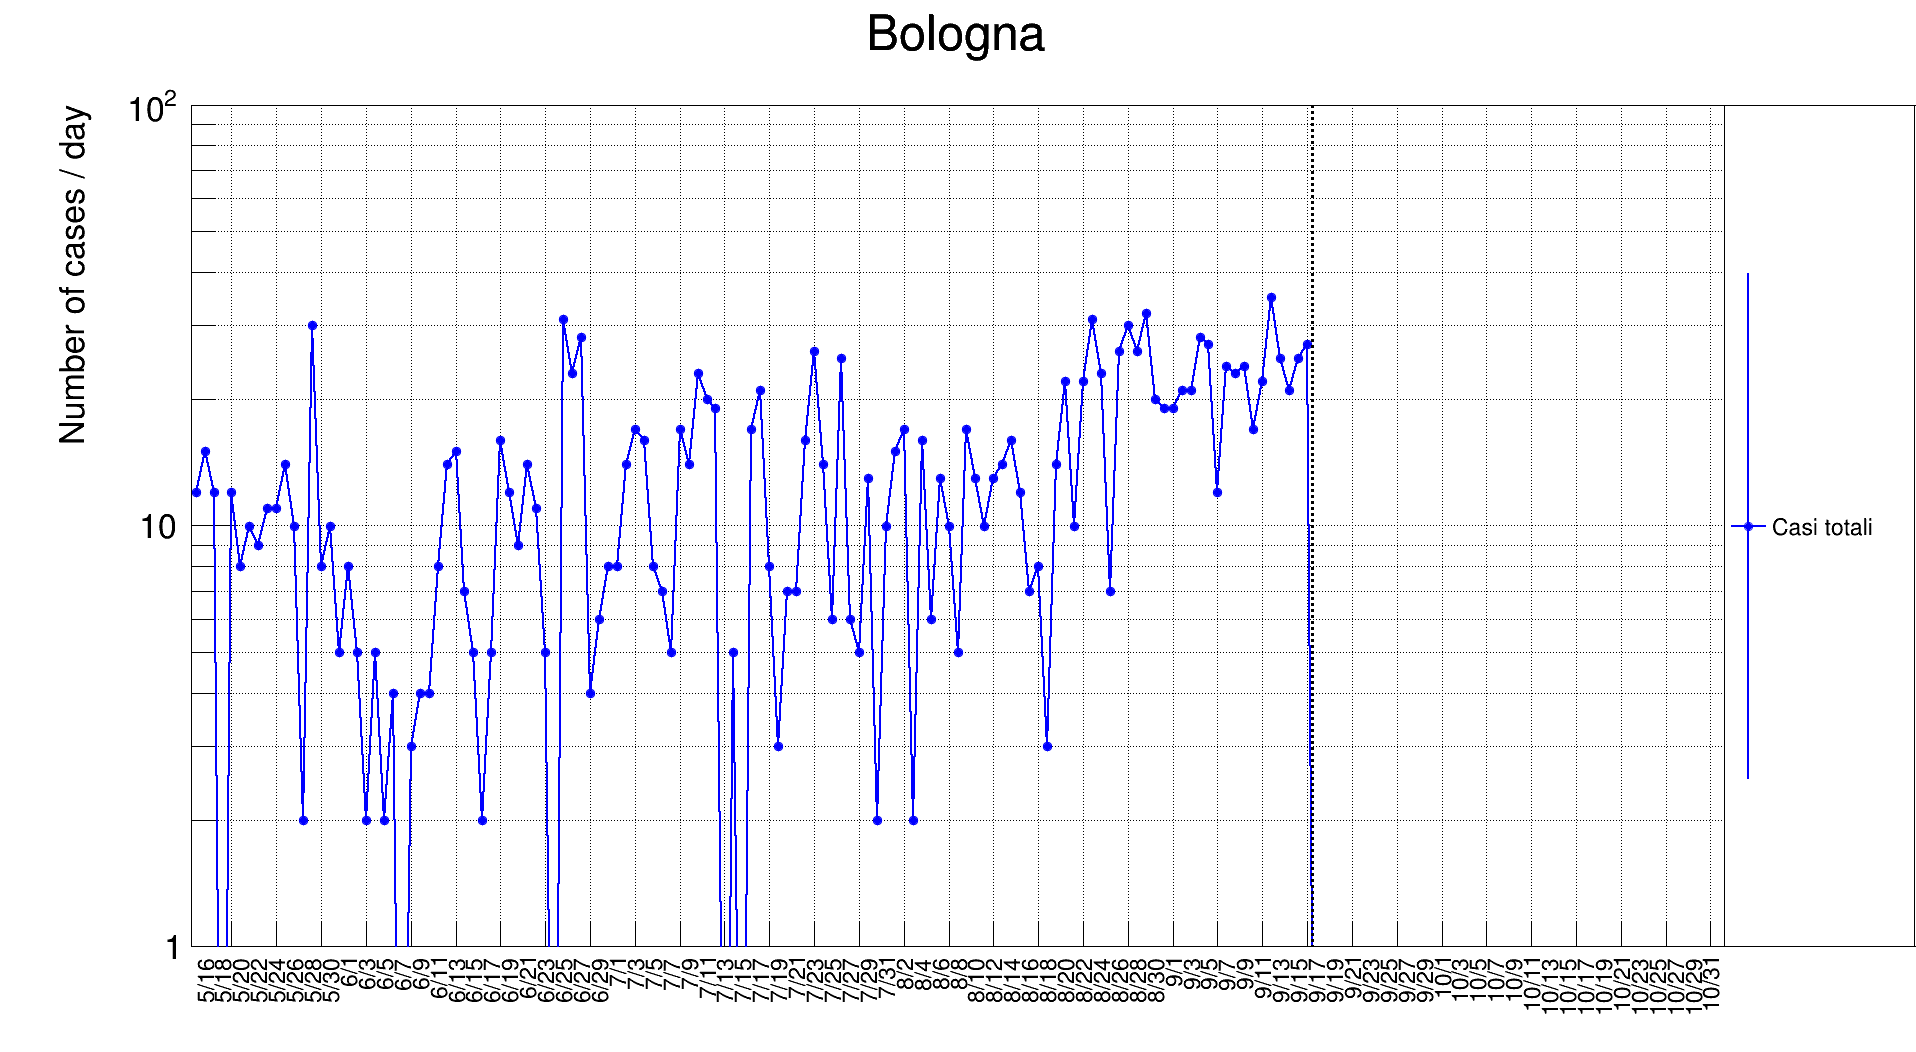 Bologna
Number of cases / day
10²
10
1
Casi totali
5/16 5/18 5/20 5/22 5/24 5/26 5/28 5/30 6/1 6/3 6/5 6/7 6/9 6/11 6/13 6/15 6/17 6/19 6/21 6/23 6/25 6/27 6/29 7/1 7/3 7/5 7/7 7/9 7/11 7/13 7/15 7/17 7/19 7/21 7/23 7/25 7/27 7/29 7/31 8/2 8/4 8/6 8/8 8/10 8/12 8/14 8/16 8/18 8/20 8/22 8/24 8/26 8/28 8/30 9/1 9/3 9/5 9/7 9/9 9/11 9/13 9/15 9/17 9/19 9/21 9/23 9/25 9/27 9/29 10/1 10/3 10/5 10/7 10/9 10/11 10/13 10/15 10/17 10/19 10/21 10/23 10/25 10/27 10/29 10/31